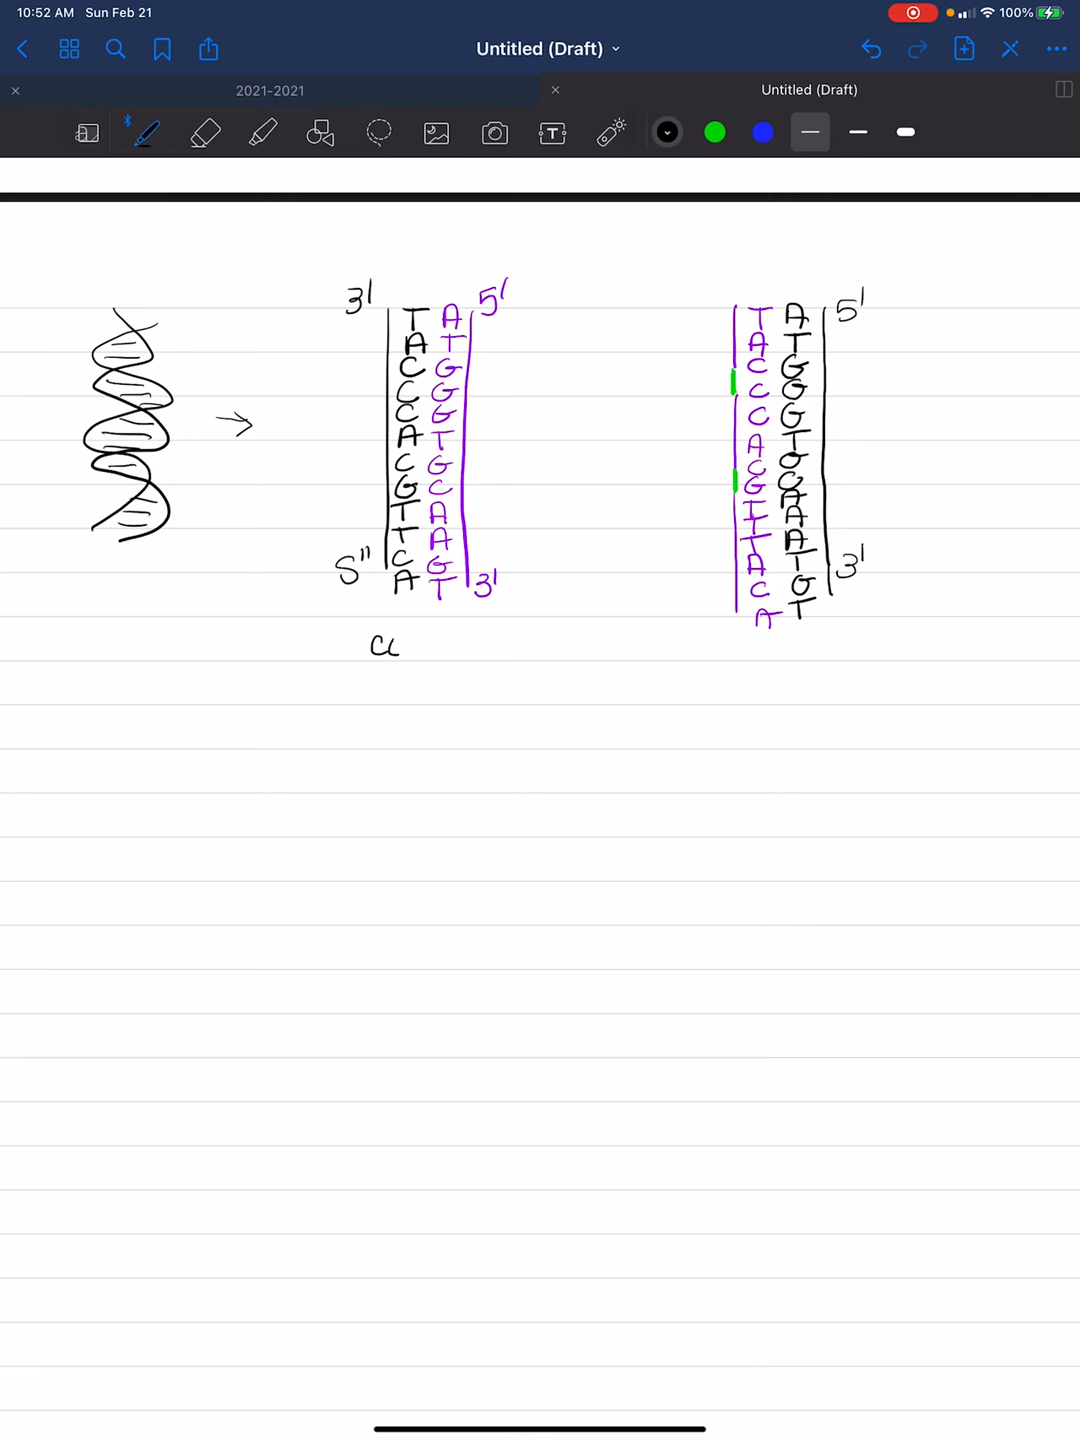 10:52 AM Sun Feb 21
100%
Untitled (Draft)
2021-2021
Untitled (Draft)
3' 5' 5'
T A T A
A T A T
C G C G
C G C G
C G C G
A T A T
C G C G
G C G C
T A T A
T A T A
C G T A
A T A T
5" 3' 3'
C G
A T